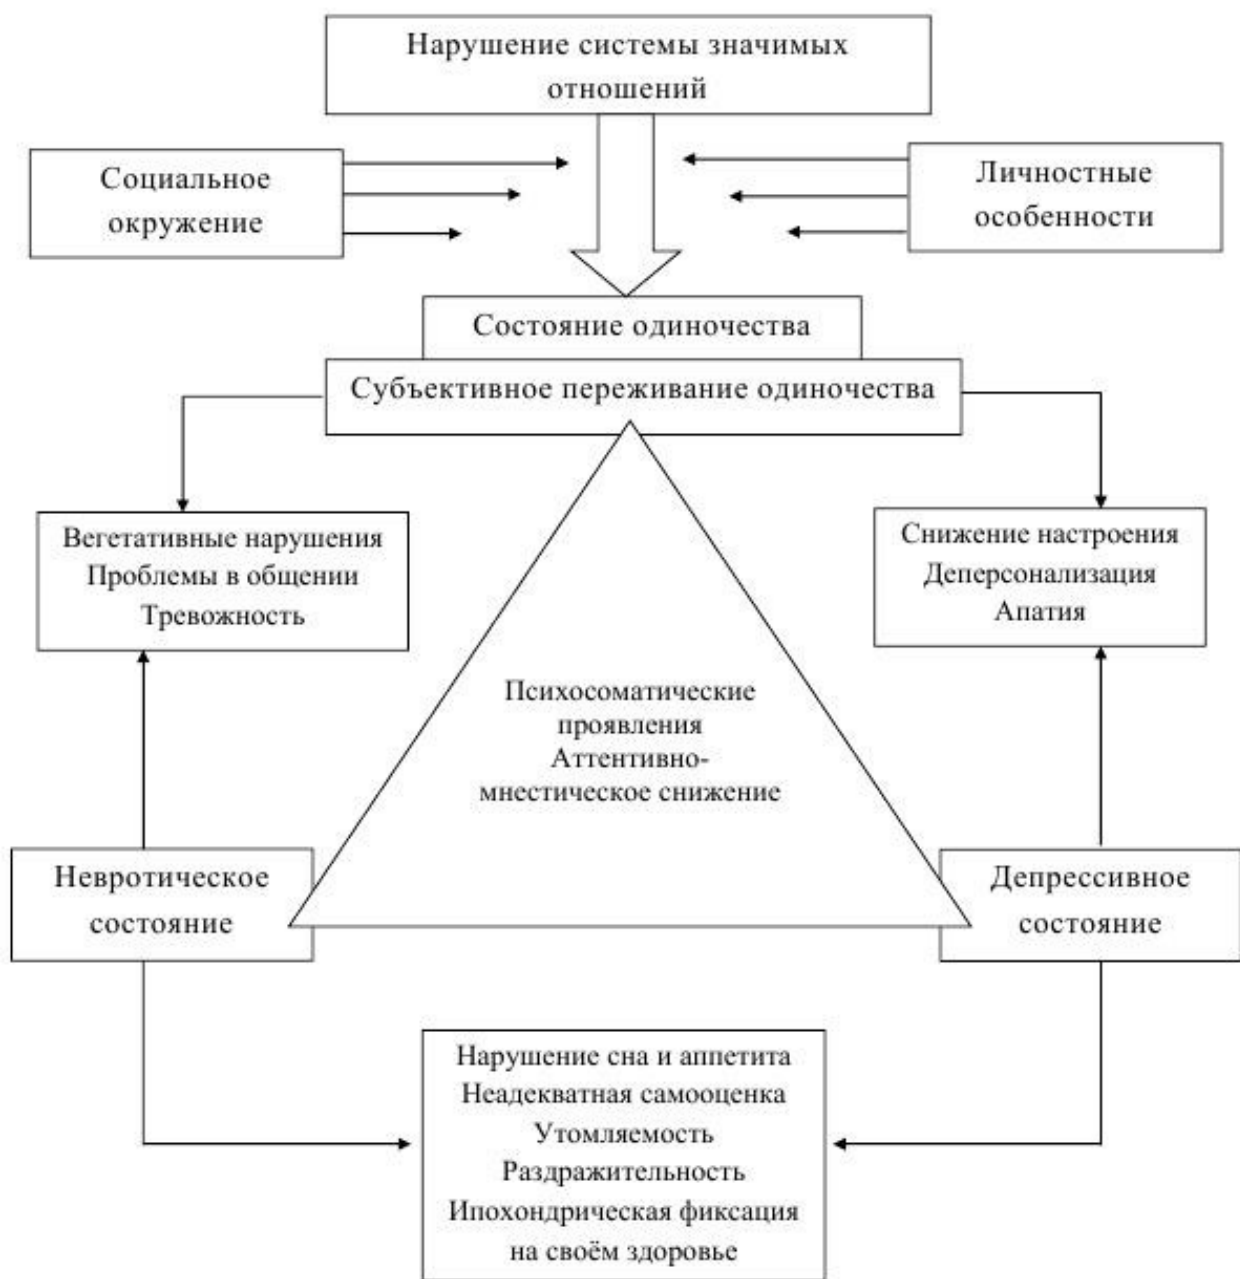 Нарушение системы значимых
отношений
Социальное
окружение
Личностные
особенности
Состояние одиночества
Субъективное переживание одиночества
Вегетативные нарушения
Проблемы в общении
Тревожность
Снижение настроения
Деперсонализация
Апатия
Психосоматические
проявления
Аттентивно-
мнестическое снижение
Невротическое
состояние
Депрессивное
состояние
Нарушение сна и аппетита
Неадекватная самооценка
Утомляемость
Раздражительность
Ипохондрическая фиксация
на своём здоровье